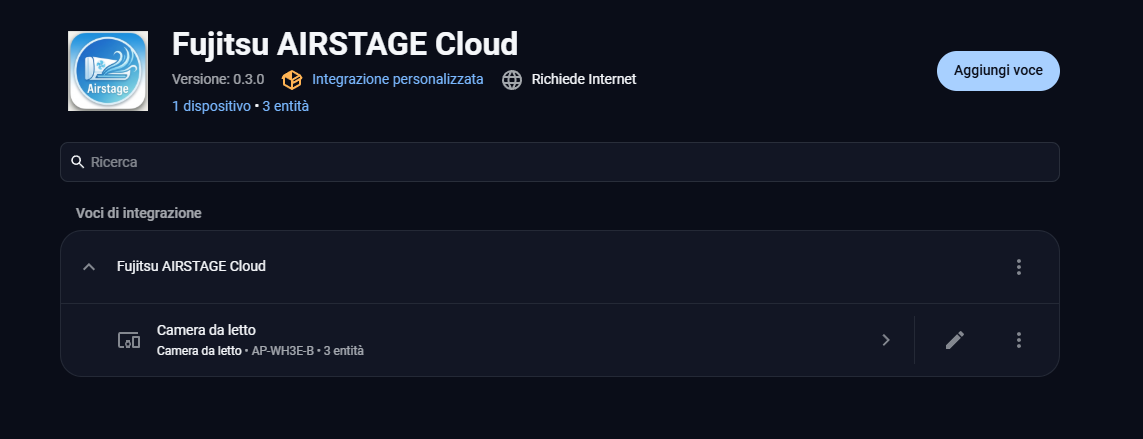 Airstage
Fujitsu AIRSTAGE Cloud
Versione: 0.3.0 Integrazione personalizzata Richiede Internet
1 dispositivo • 3 entità
Aggiungi voce
Ricerca
Voci di integrazione
Fujitsu AIRSTAGE Cloud
Camera da letto
Camera da letto • AP-WH3E-B • 3 entità